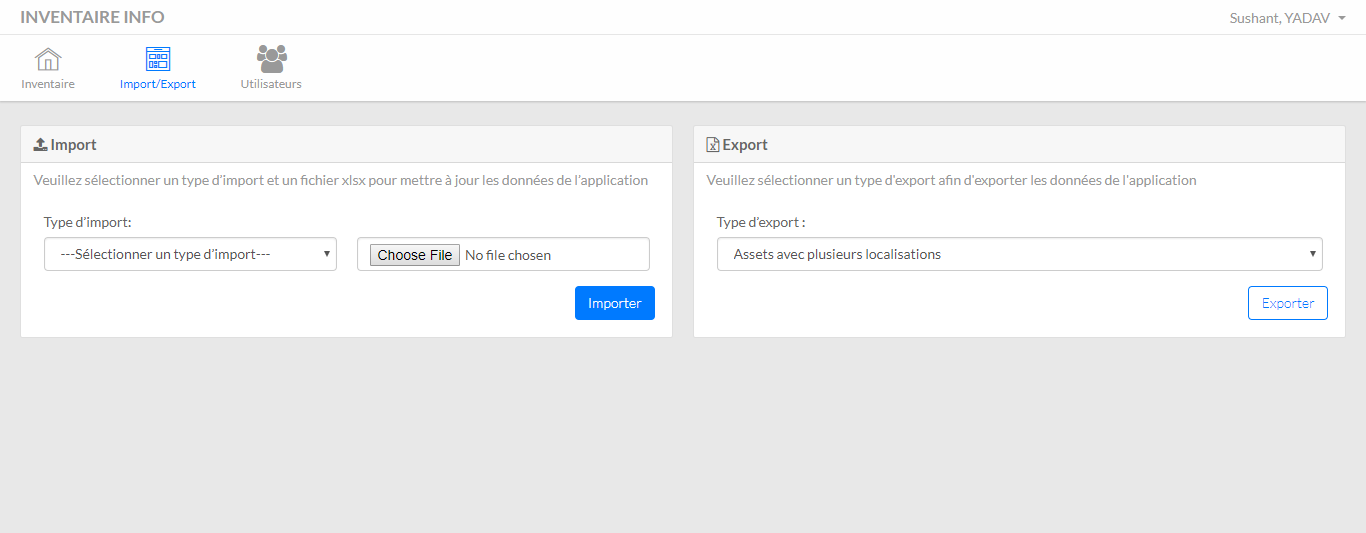 INVENTAIRE INFO
Sushant, YADAV
Inventaire
Import/Export
Utilisateurs
Import
Veuillez sélectionner un type d'import et un fichier xlsx pour mettre à jour les données de l'application
Type d'import:
---Sélectionner un type d'import---
Choose File No file chosen
Importer
Export
Veuillez sélectionner un type d'export afin d'exporter les données de l'application
Type d'export :
Assets avec plusieurs localisations
Exporter